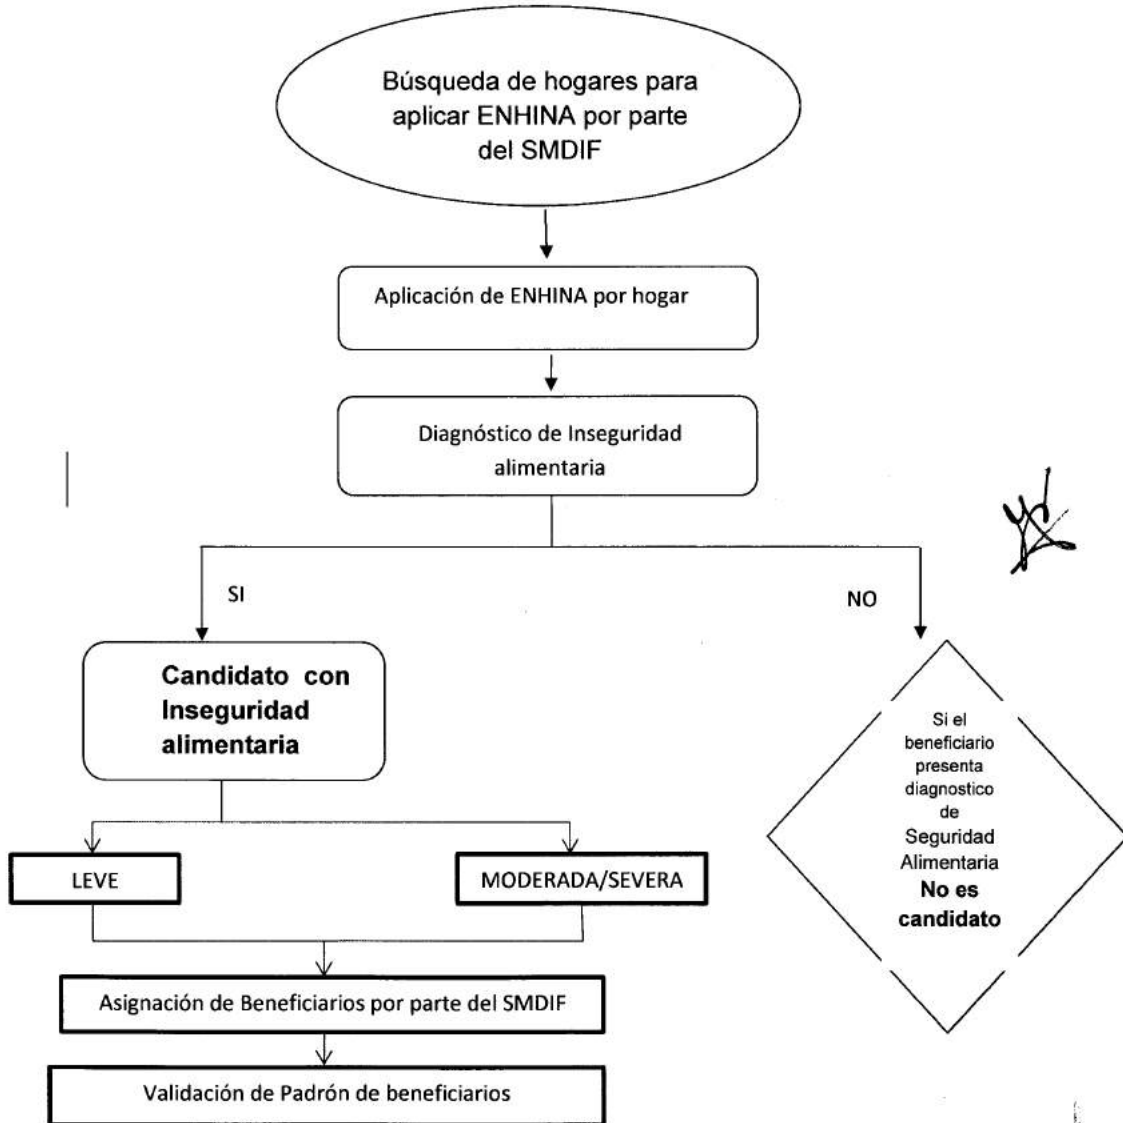 Búsqueda de hogares para
aplicar ENHINA por parte
del SMDIF
Aplicación de ENHINA por hogar
Diagnóstico de Inseguridad
alimentaria
SI
NO
Candidato con
Inseguridad
alimentaria
Si el
beneficiario
presenta
diagnostico
de
Seguridad
Alimentaria
No es
candidato
LEVE
MODERADA/SEVERA
Asignación de Beneficiarios por parte del SMDIF
Validación de Padrón de beneficiarios